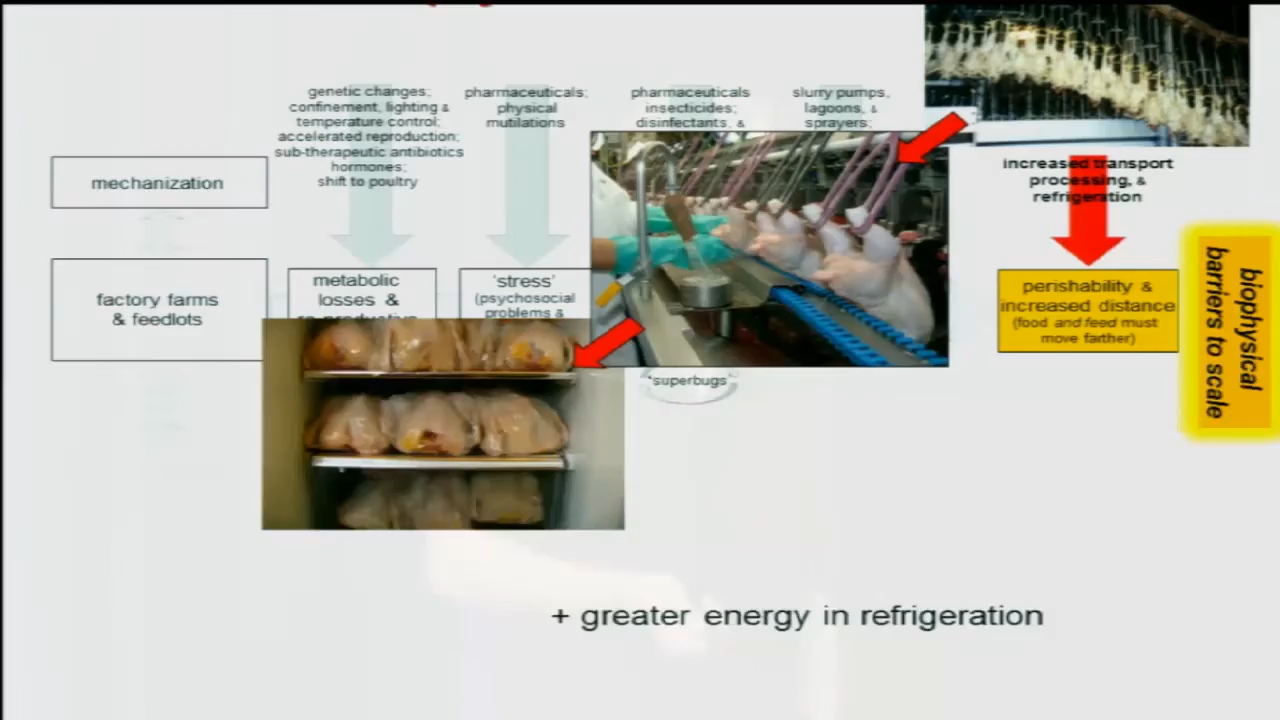 genetic changes;
confinement, lighting &
temperature control;
accelerated reproduction;
sub-therapeutic antibiotics
hormones;
shift to poultry
pharmaceuticals;
physical
mutilations
pharmaceuticals
insecticides;
disinfectants, &
slurry pumps,
lagoons, &
sprayers;
increased transport
processing, &
refrigeration
mechanization
factory farms
& feedlots
metabolic
losses &
'stress'
(psychosocial
problems &
'superbugs'
perishability &
increased distance
(food and feed must
move farther)
biophysical
barriers to scale
+ greater energy in refrigeration